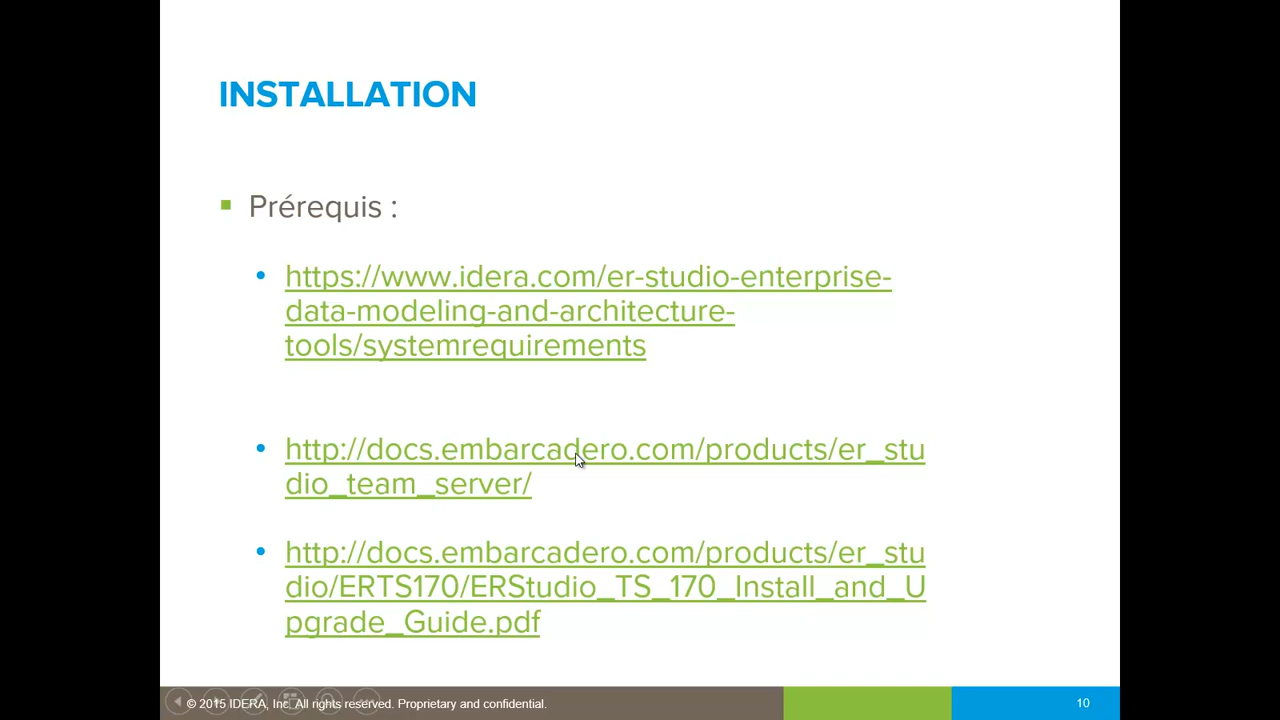 INSTALLATION
Prérequis :
https://www.idera.com/er-studio-enterprise-
data-modeling-and-architecture-
tools/systemrequirements
http://docs.embarcadero.com/products/er_stu
dio_team_server/
http://docs.embarcadero.com/products/er_stu
dio/ERTS170/ERStudio_TS_170_Install_and_U
pgrade_Guide.pdf
© 2015 IDERA, Inc. All rights reserved. Proprietary and confidential.
10